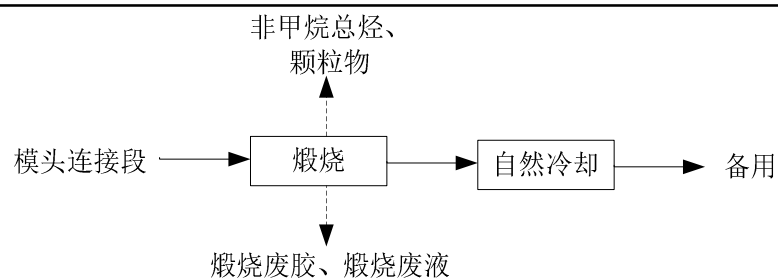 非甲烷总烃、
颗粒物
模头连接段
煅烧
自然冷却
备用
煅烧废胶、煅烧废液